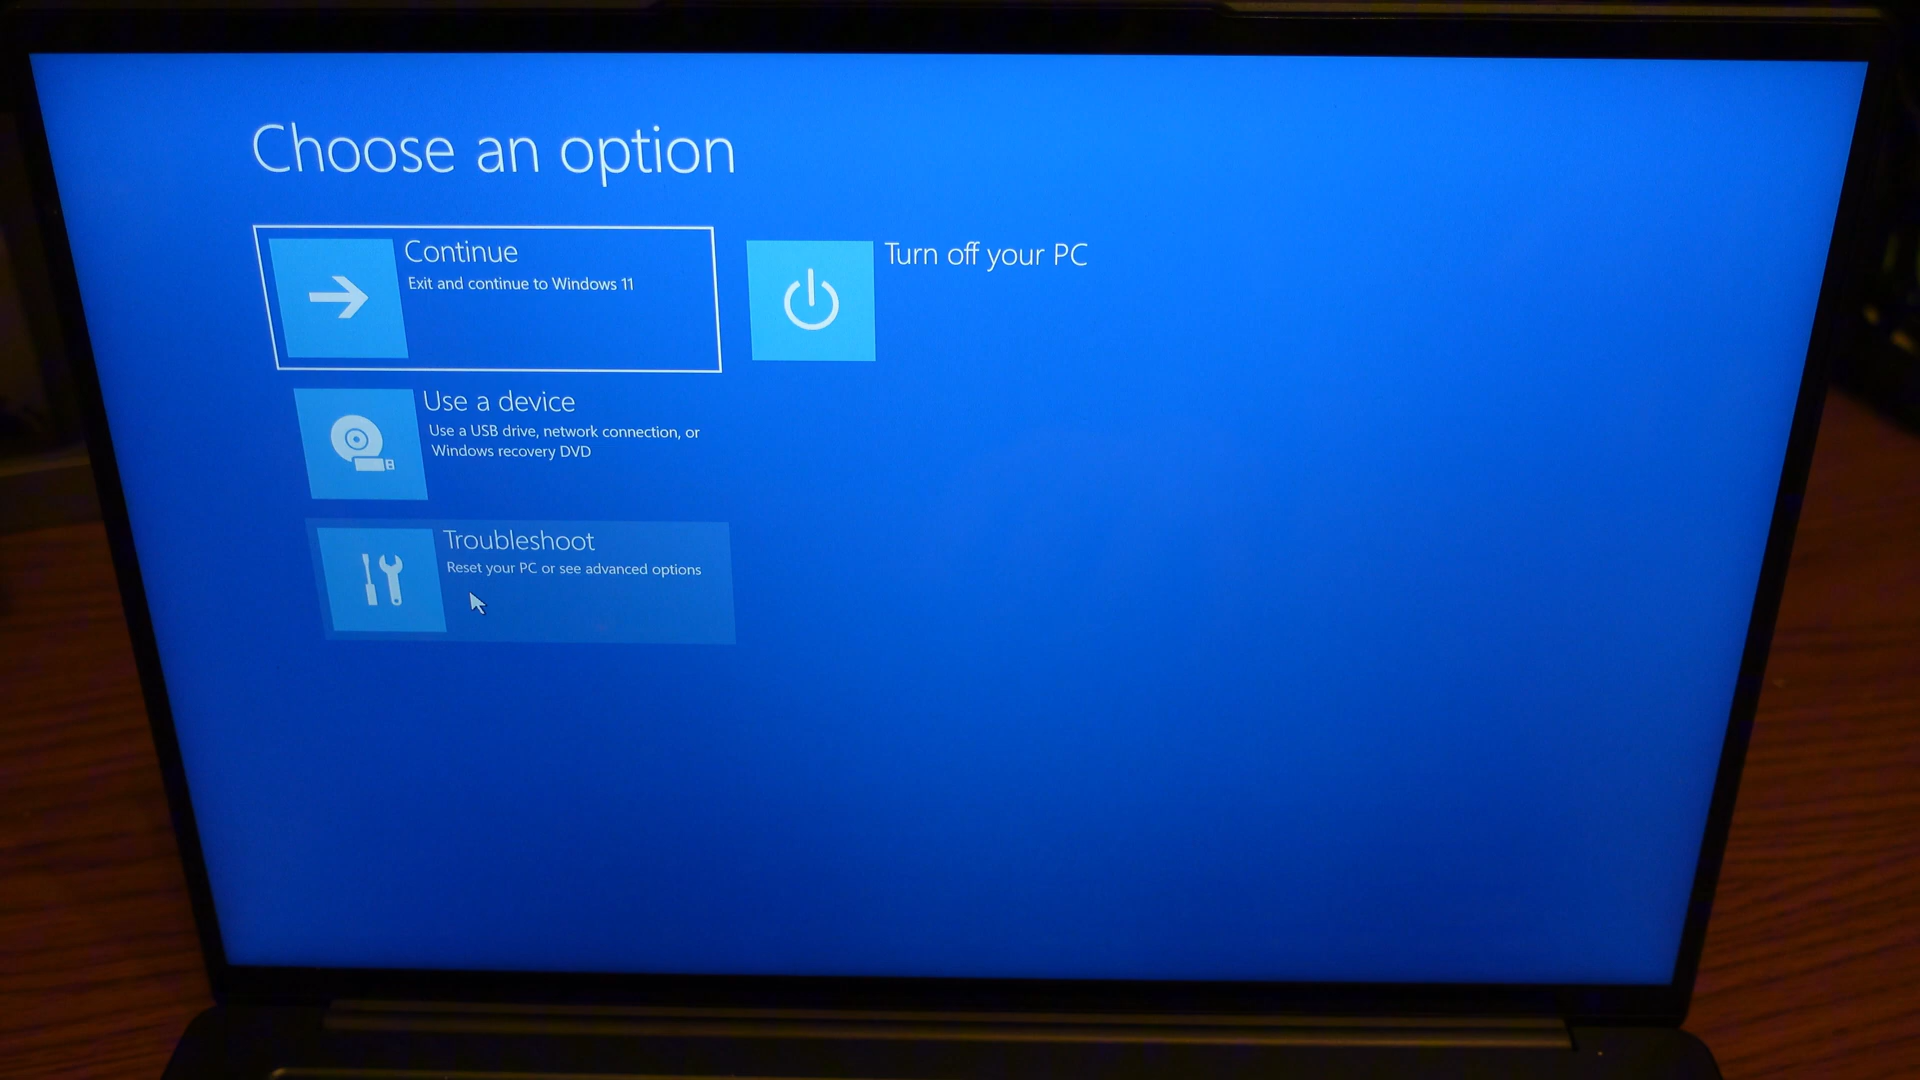 Choose an option
Continue
Exit and continue to Windows 11
Turn off your PC
Use a device
Use a USB drive, network connection, or
Windows recovery DVD
Troubleshoot
Reset your PC or see advanced options